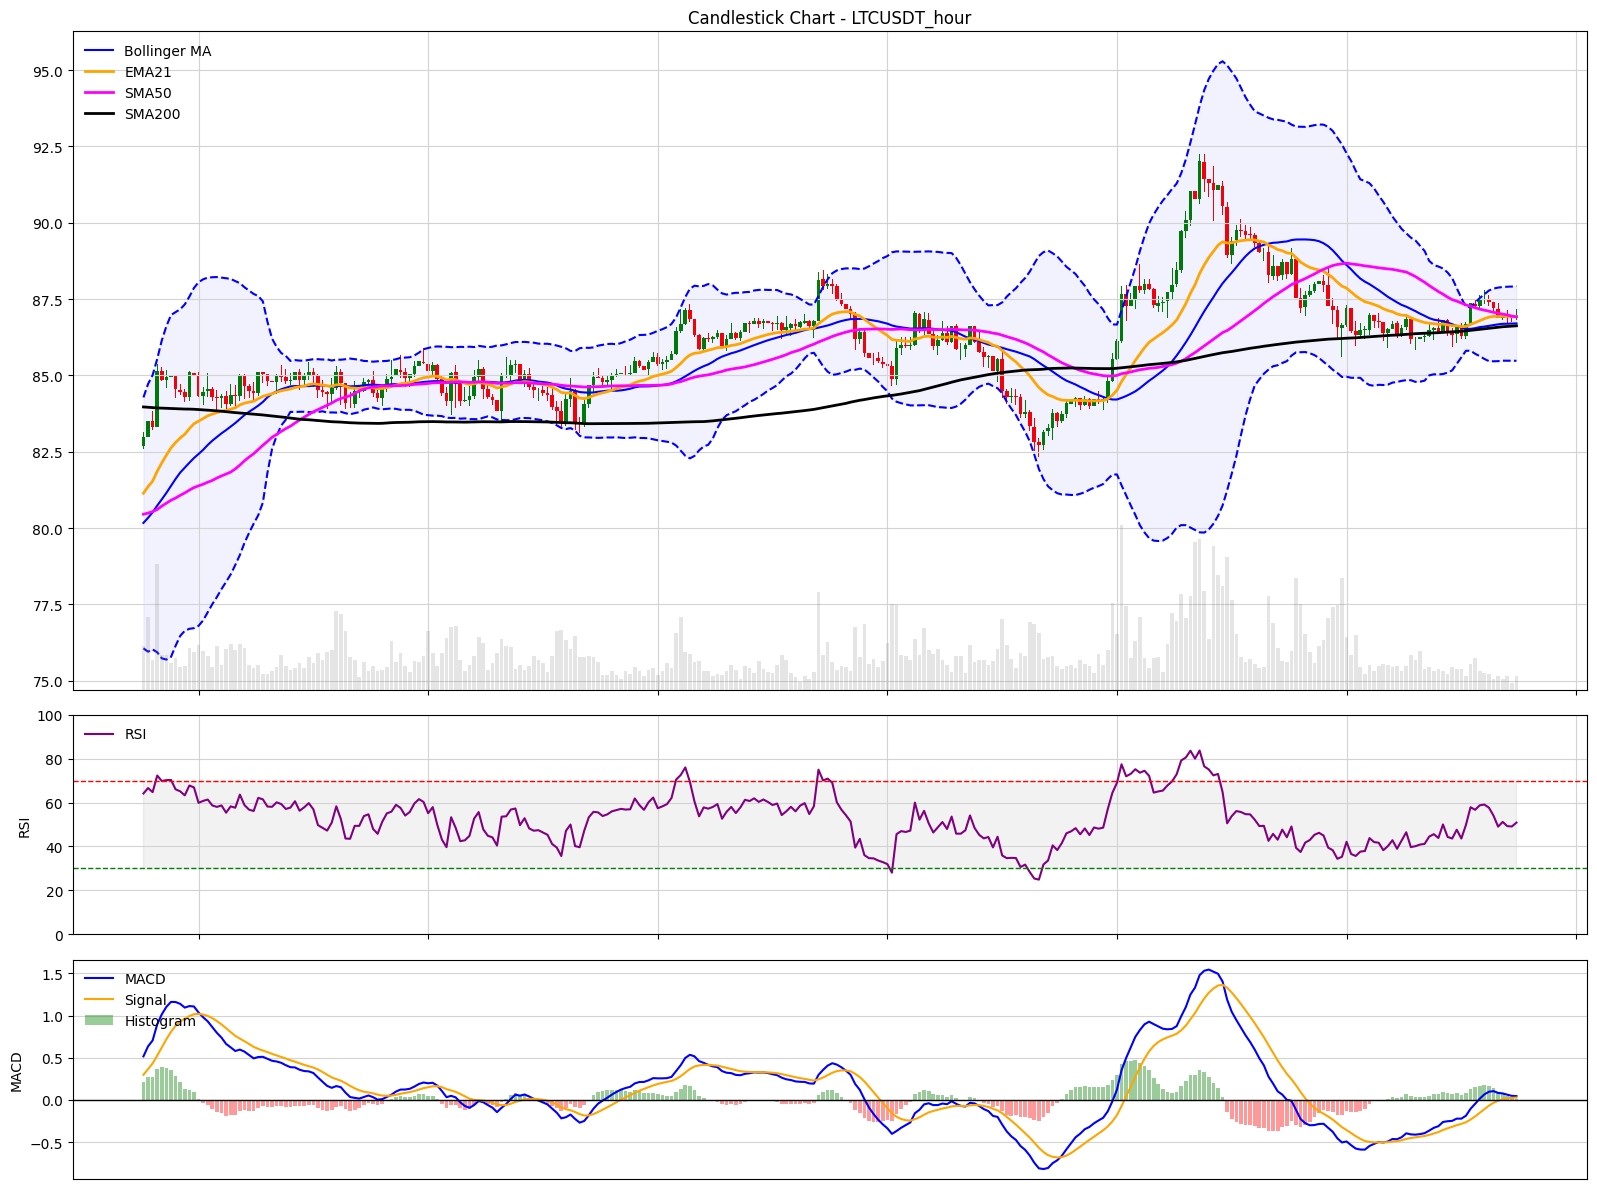 Candlestick Chart - LTCUSDT_hour
Bollinger MA
EMA21
SMA50
SMA200
95.0
92.5
90.0
87.5
85.0
82.5
80.0
77.5
75.0
RSI
100
80
60
40
20
0
RSI
MACD
Signal
Histogram
1.5
1.0
0.5
0.0
−0.5
MACD